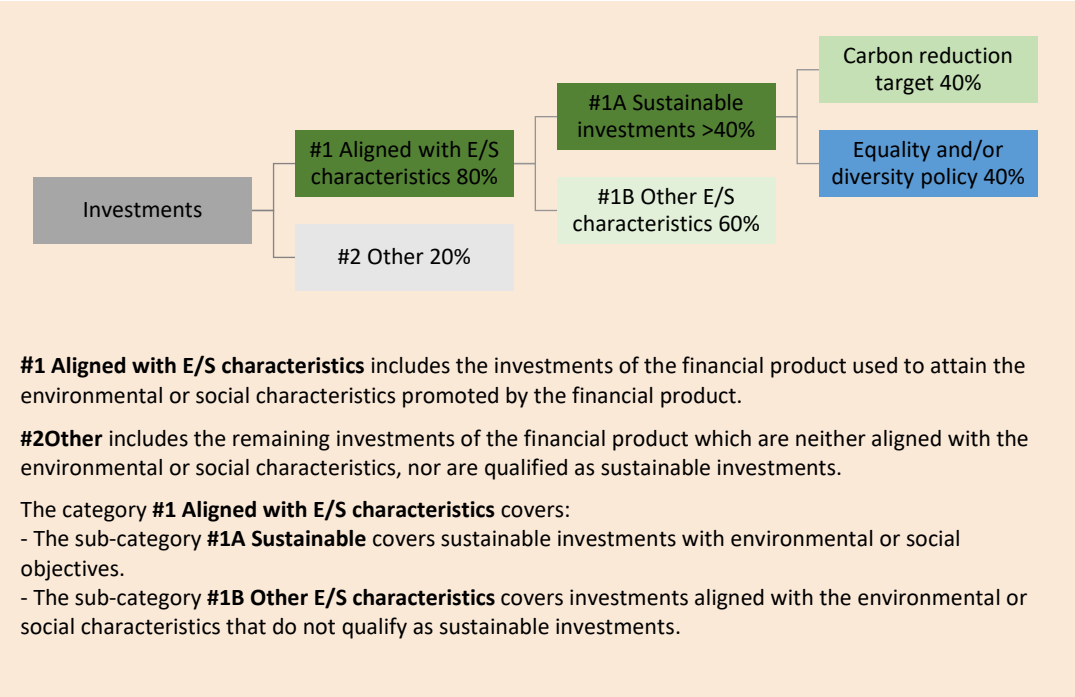 Investments
#1 Aligned with E/S
characteristics 80%
#2 Other 20%
#1A Sustainable
investments >40%
#1B Other E/S
characteristics 60%
Carbon reduction
target 40%
Equality and/or
diversity policy 40%
#1 Aligned with E/S characteristics includes the investments of the financial product used to attain the
environmental or social characteristics promoted by the financial product.
#2Other includes the remaining investments of the financial product which are neither aligned with the
environmental or social characteristics, nor are qualified as sustainable investments.
The category #1 Aligned with E/S characteristics covers:
- The sub-category #1A Sustainable covers sustainable investments with environmental or social
objectives.
- The sub-category #1B Other E/S characteristics covers investments aligned with the environmental or
social characteristics that do not qualify as sustainable investments.